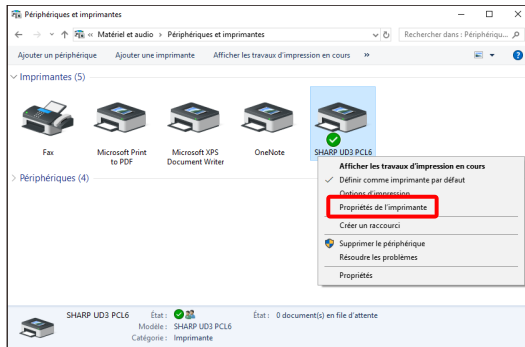 Périphériques et imprimantes
« Matériel et audio > Périphériques et imprimantes
Rechercher dans : Périphériqu...
Ajouter un périphérique Ajouter une imprimante Afficher les travaux d'impression en cours »
Imprimantes (5)
Fax
Microsoft Print
to PDF
Microsoft XPS
Document Writer
OneNote
SHARP UD3 PCL6
Afficher les travaux d'impression en cours
Définir comme imprimante par défaut
Options d'impression
Propriétés de l'imprimante
Créer un raccourci
Supprimer le périphérique
Résoudre les problèmes
Propriétés
Périphériques (4)
SHARP UD3 PCL6 État : État : 0 document(s) en file d'attente
Modèle : SHARP UD3 PCL6
Catégorie : Imprimante